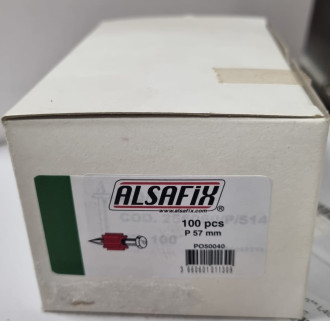 ALSAFIX
www.alsafix.com
100 pcs
P 57 mm
PO50040